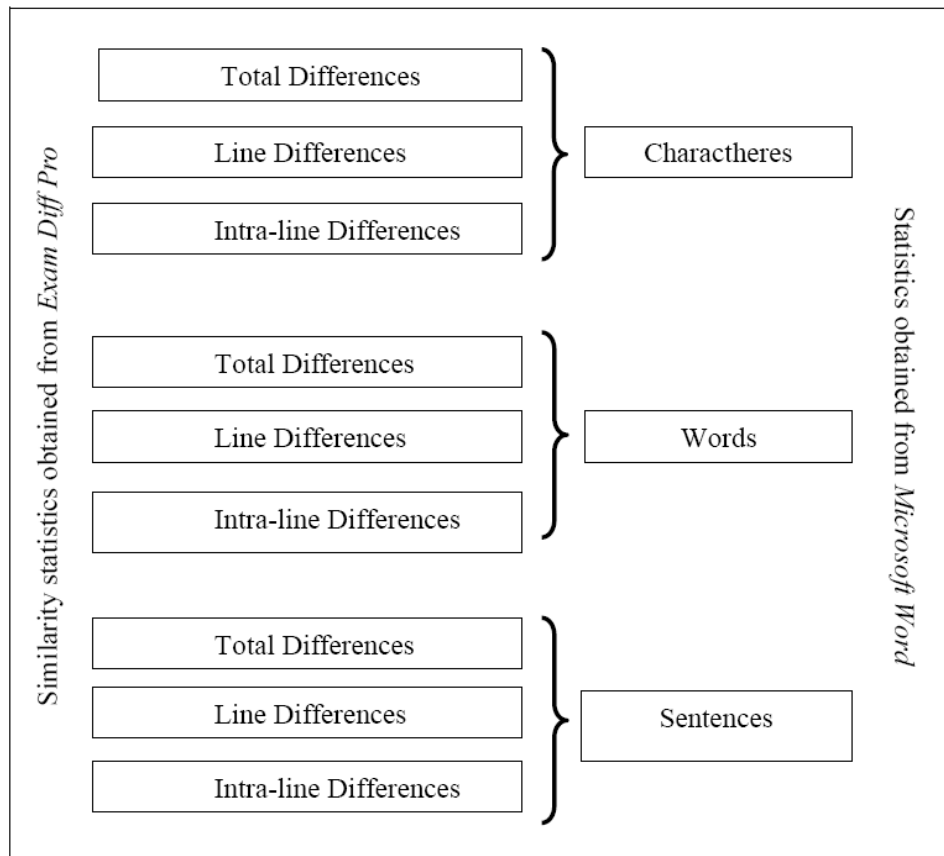 Similarity statistics obtained from Exam Diff Pro
Total Differences
Line Differences
Intra-line Differences
Charactheres
Total Differences
Line Differences
Intra-line Differences
Words
Total Differences
Line Differences
Intra-line Differences
Sentences
Statistics obtained from Microsoft Word